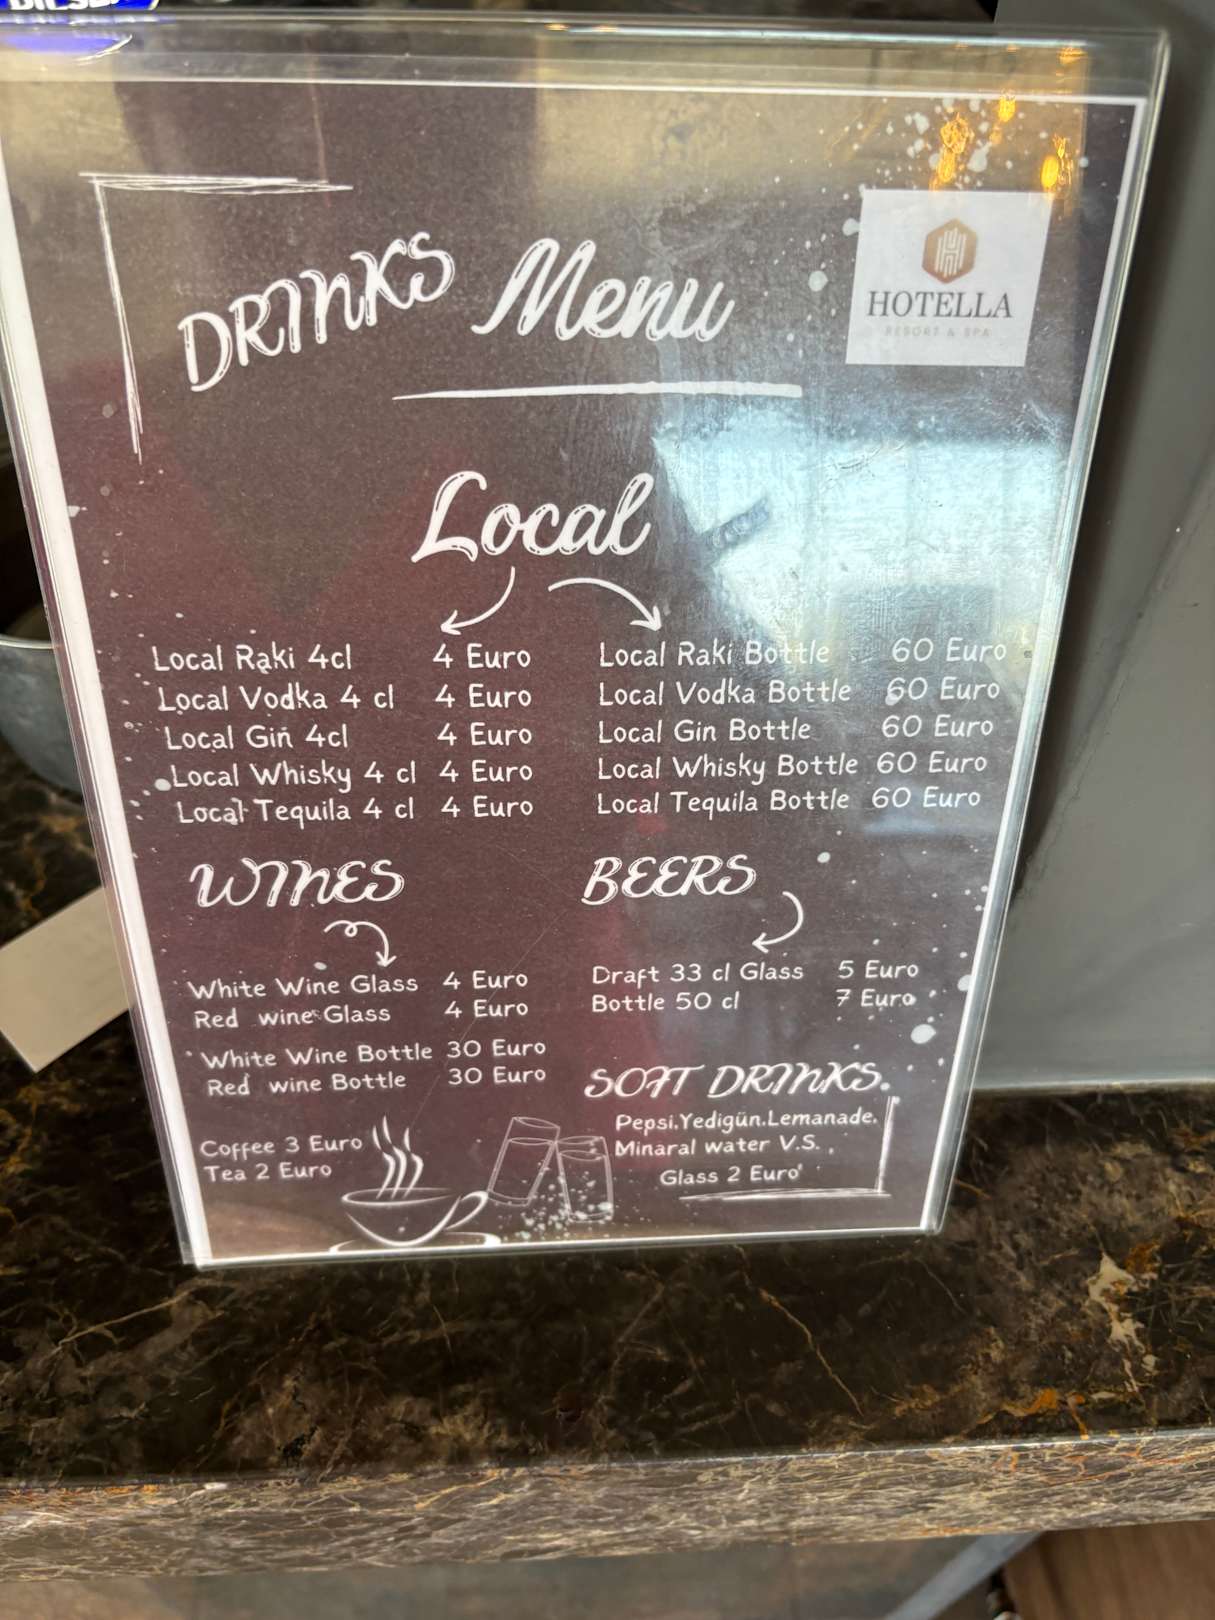 DRINKS Menu
HOTELLA
RESORT & SPA
Local
Local Raki 4cl 4 Euro
Local Vodka 4 cl 4 Euro
Local Gin 4cl 4 Euro
Local Whisky 4 cl 4 Euro
Local Tequila 4 cl 4 Euro
Local Raki Bottle 60 Euro
Local Vodka Bottle 60 Euro
Local Gin Bottle 60 Euro
Local Whisky Bottle 60 Euro
Local Tequila Bottle 60 Euro
WINES
White Wine Glass 4 Euro
Red wine Glass 4 Euro
White Wine Bottle 30 Euro
Red wine Bottle 30 Euro
Coffee 3 Euro
Tea 2 Euro
BEERS
Draft 33 cl Glass 5 Euro
Bottle 50 cl 7 Euro
SOFT DRINKS
Pepsi.Yedigün.Lemanade.
Minaral water V.S.
Glass 2 Euro